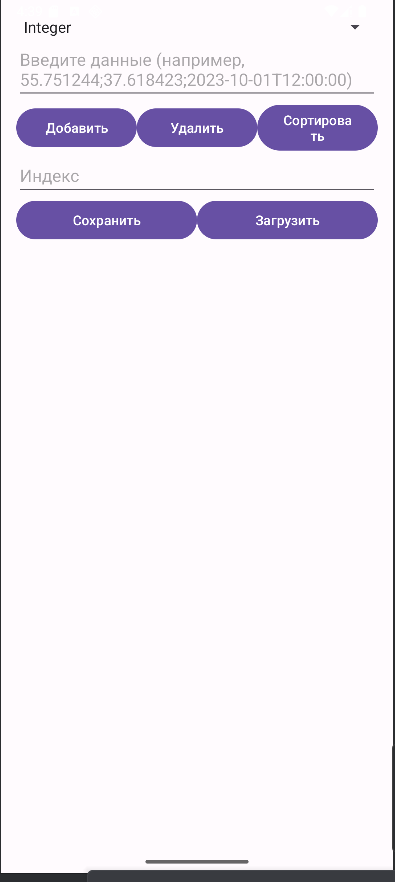 Integer
Введите данные (например,
55.751244;37.618423;2023-10-01T12:00:00)
Добавить
Удалить
Сортирова
ть
Индекс
Сохранить
Загрузить